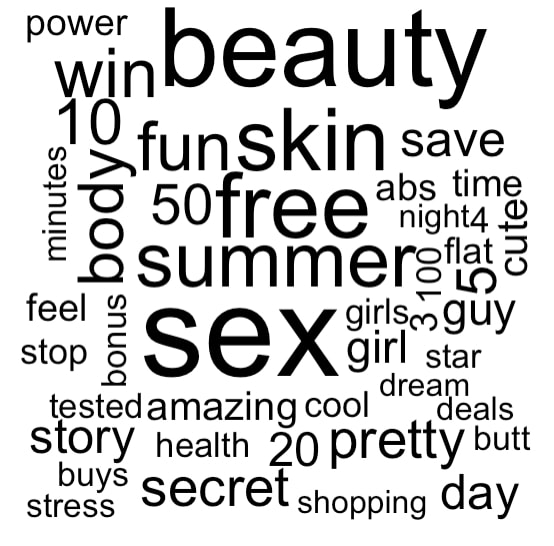 power
beauty
win
10
fun
skin
save
minutes
body
50
free
abs
time
night
4
cute
summer
100
flat
5
feel
bonus
sex
girls
3
guy
stop
girl
star
dream
tested
amazing
cool
deals
story
health
20
pretty
butt
buys
secret
shopping
day
stress